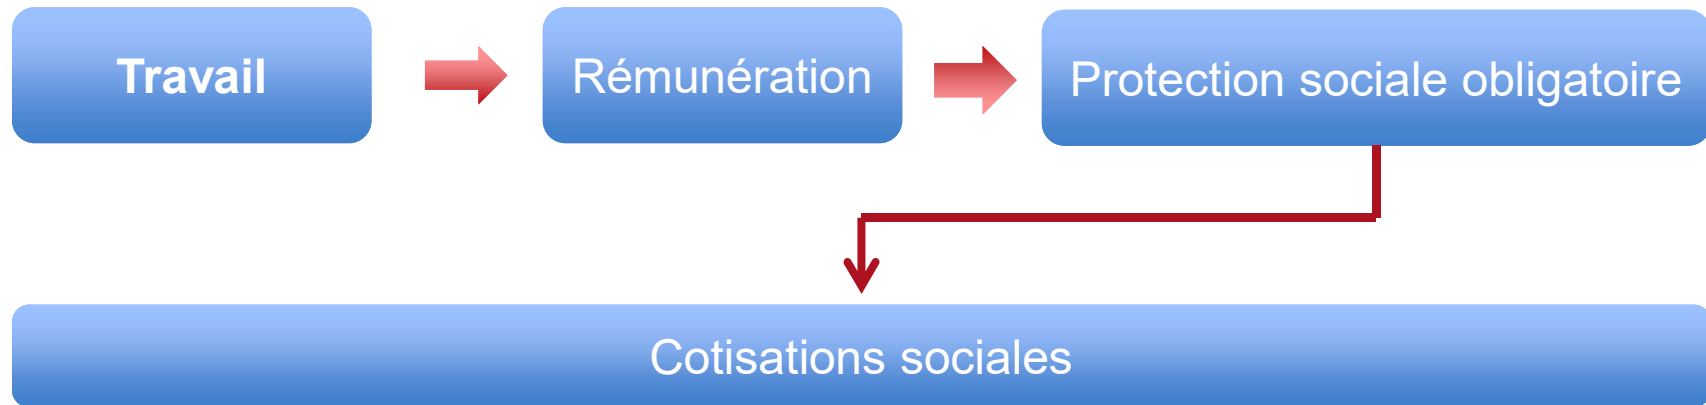 Travail
Rémunération
Protection sociale obligatoire
Cotisations sociales